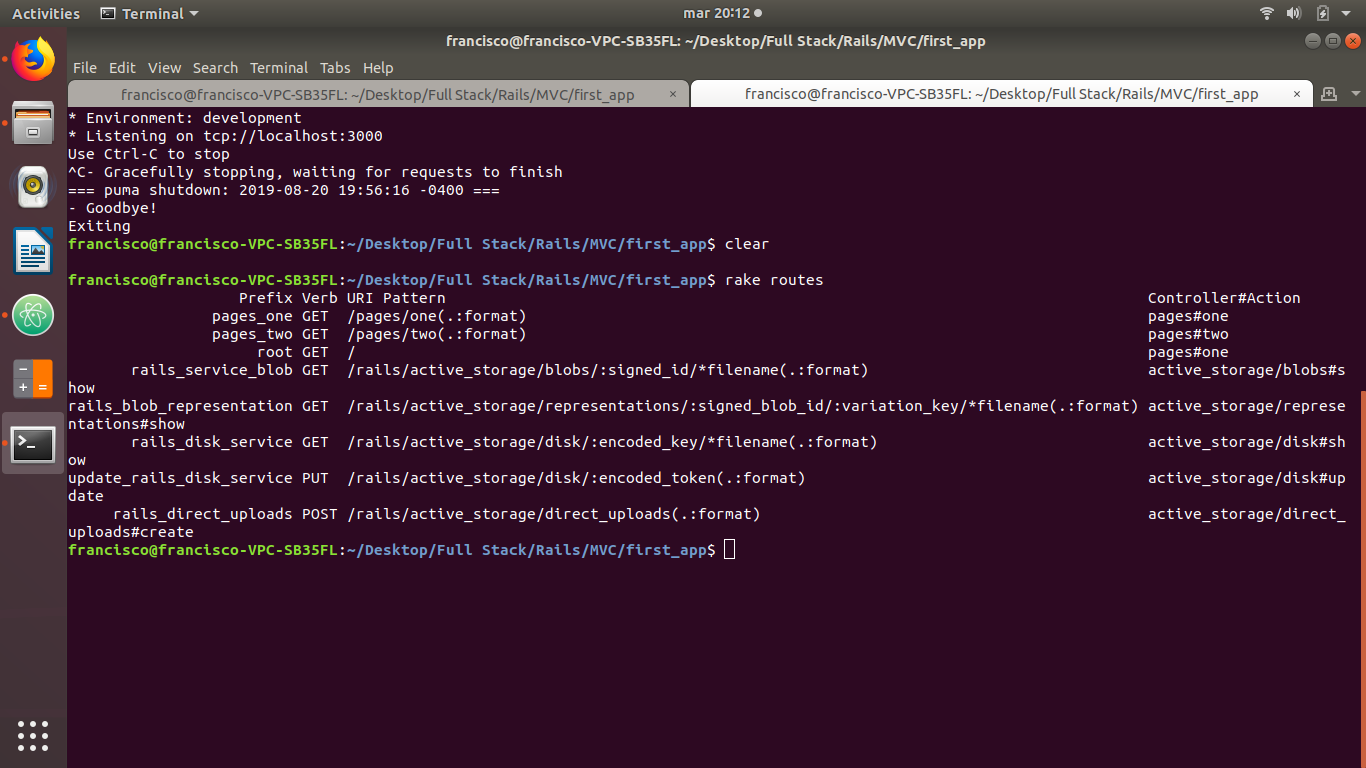 Activities Terminal mar 20:12
francisco@francisco-VPC-SB35FL: ~/Desktop/Full Stack/Rails/MVC/first_app
File Edit View Search Terminal Tabs Help
francisco@francisco-VPC-SB35FL: ~/Desktop/Full Stack/Rails/MVC/first_app × francisco@francisco-VPC-SB35FL: ~/Desktop/Full Stack/Rails/MVC/first_app ×
* Environment: development
* Listening on tcp://localhost:3000
Use Ctrl-C to stop
^C- Gracefully stopping, waiting for requests to finish
=== puma shutdown: 2019-08-20 19:56:16 -0400 ===
- Goodbye!
Exiting
francisco@francisco-VPC-SB35FL:~/Desktop/Full Stack/Rails/MVC/first_app$ clear
francisco@francisco-VPC-SB35FL:~/Desktop/Full Stack/Rails/MVC/first_app$ rake routes
Prefix Verb URI Pattern Controller#Action
pages_one GET /pages/one(.:format) pages#one
pages_two GET /pages/two(.:format) pages#two
root GET / pages#one
rails_service_blob GET /rails/active_storage/blobs/:signed_id/*filename(.:format) active_storage/blobs#s
how
rails_blob_representation GET /rails/active_storage/representations/:signed_blob_id/:variation_key/*filename(.:format) active_storage/represe
ntations#show
rails_disk_service GET /rails/active_storage/disk/:encoded_key/*filename(.:format) active_storage/disk#sh
ow
update_rails_disk_service PUT /rails/active_storage/disk/:encoded_token(.:format) active_storage/disk#up
date
rails_direct_uploads POST /rails/active_storage/direct_uploads(.:format) active_storage/direct_
uploads#create
francisco@francisco-VPC-SB35FL:~/Desktop/Full Stack/Rails/MVC/first_app$